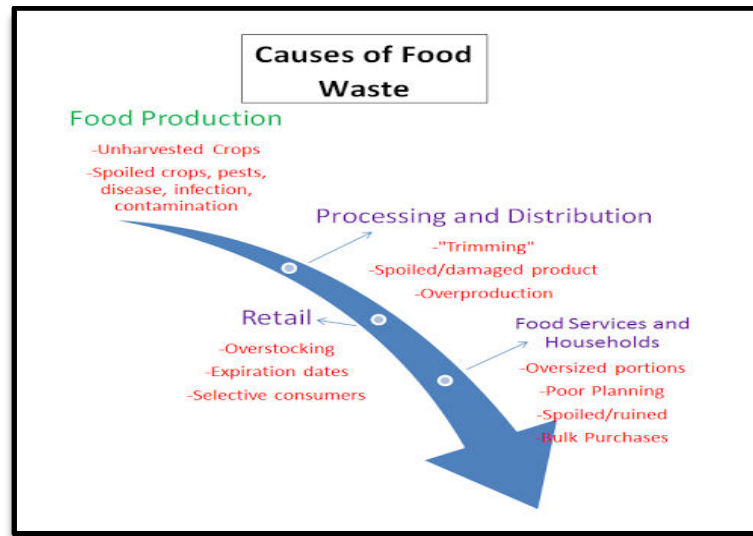 Causes of Food
Waste
Food Production
-Unharvested Crops
-Spoiled crops, pests,
disease, infection,
contamination
Processing and Distribution
-"Trimming"
-Spoiled/damaged product
-Overproduction
Retail
-Overstocking
-Expiration dates
-Selective consumers
Food Services and
Households
-Oversized portions
-Poor Planning
-Spoiled/ruined
-Bulk Purchases